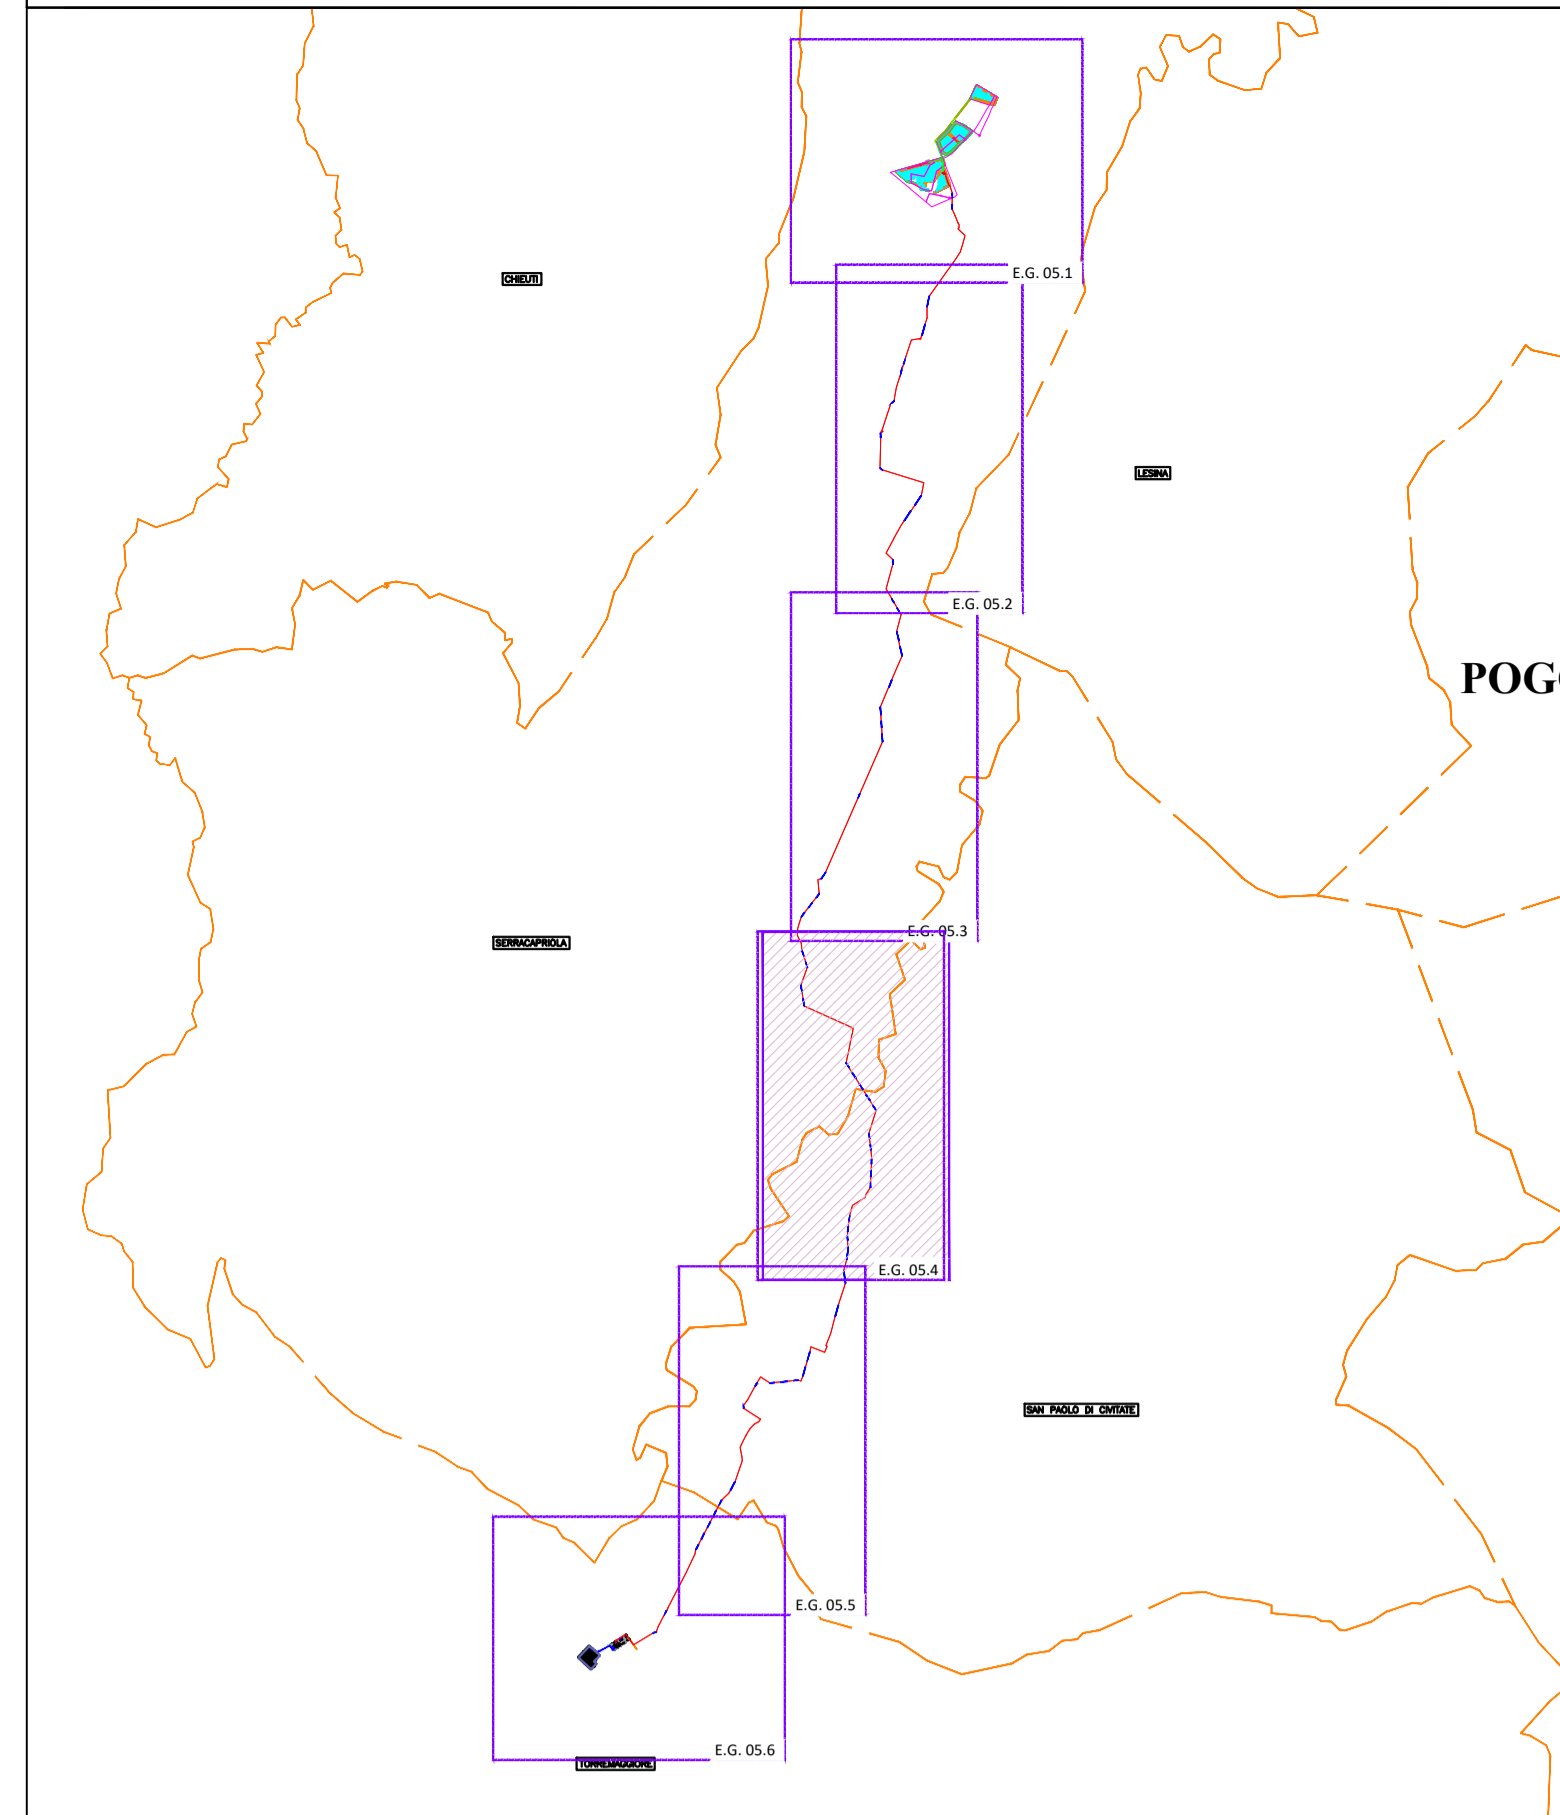 E.G. 05.1
CHIEUTI
LESINA
E.G. 05.2
POG
E.G. 05.3
SERRACAPRIOLA
E.G. 05.4
SAN PAOLO DI CIVITATE
E.G. 05.5
E.G. 05.6
TORREMAGGIORE